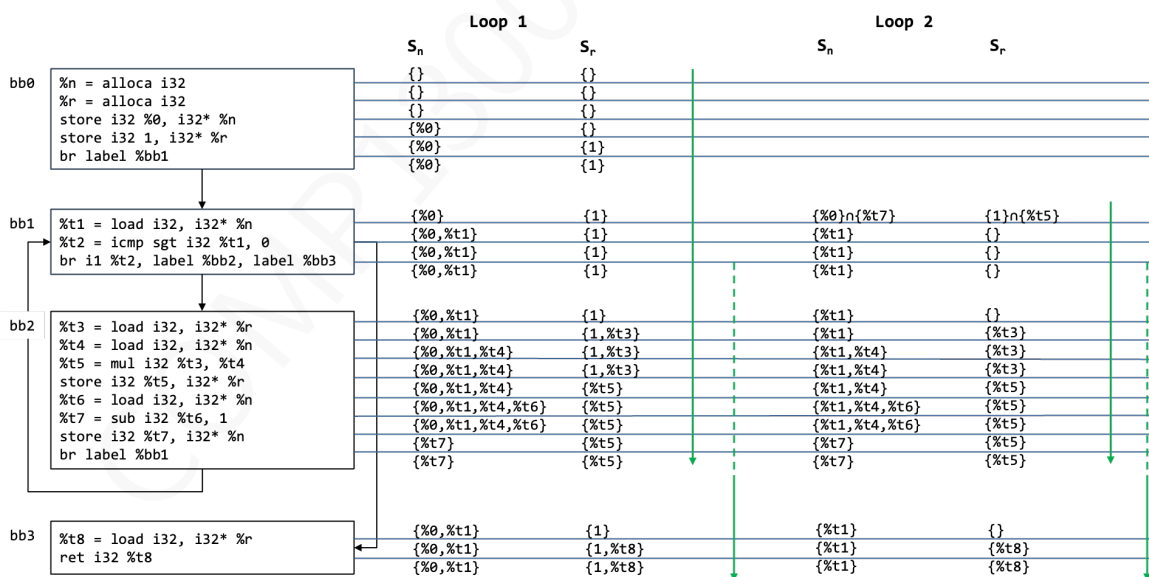 Loop 1 Loop 2
Sn Sr Sn Sr
bb0
%n = alloca i32
%r = alloca i32
store i32 %0, i32* %n
store i32 1, i32* %r
br label %bb1
{} {}
{} {}
{} {}
{%0} {}
{%0} {1}
{%0} {1}
bb1
%t1 = load i32, i32* %n
%t2 = icmp sgt i32 %t1, 0
br i1 %t2, label %bb2, label %bb3
{%0} {1} {%0}∩{%t7} {1}∩{%t5}
{%0,%t1} {1} {%t1} {}
{%0,%t1} {1} {%t1} {}
{%0,%t1} {1} {%t1} {}
bb2
%t3 = load i32, i32* %r
%t4 = load i32, i32* %n
%t5 = mul i32 %t3, %t4
store i32 %t5, i32* %r
%t6 = load i32, i32* %n
%t7 = sub i32 %t6, 1
store i32 %t7, i32* %n
br label %bb1
{%0,%t1} {1} {%t1} {}
{%0,%t1} {1,%t3} {%t1} {%t3}
{%0,%t1,%t4} {1,%t3} {%t1,%t4} {%t3}
{%0,%t1,%t4} {1,%t3} {%t1,%t4} {%t3}
{%0,%t1,%t4} {%t5} {%t1,%t4} {%t5}
{%0,%t1,%t4,%t6} {%t5} {%t1,%t4,%t6} {%t5}
{%0,%t1,%t4,%t6} {%t5} {%t1,%t4,%t6} {%t5}
{%t7} {%t5} {%t7} {%t5}
{%t7} {%t5} {%t7} {%t5}
bb3
%t8 = load i32, i32* %r
ret i32 %t8
{%0,%t1} {1} {%t1} {}
{%0,%t1} {1,%t8} {%t1} {%t8}
{%0,%t1} {1,%t8} {%t1} {%t8}